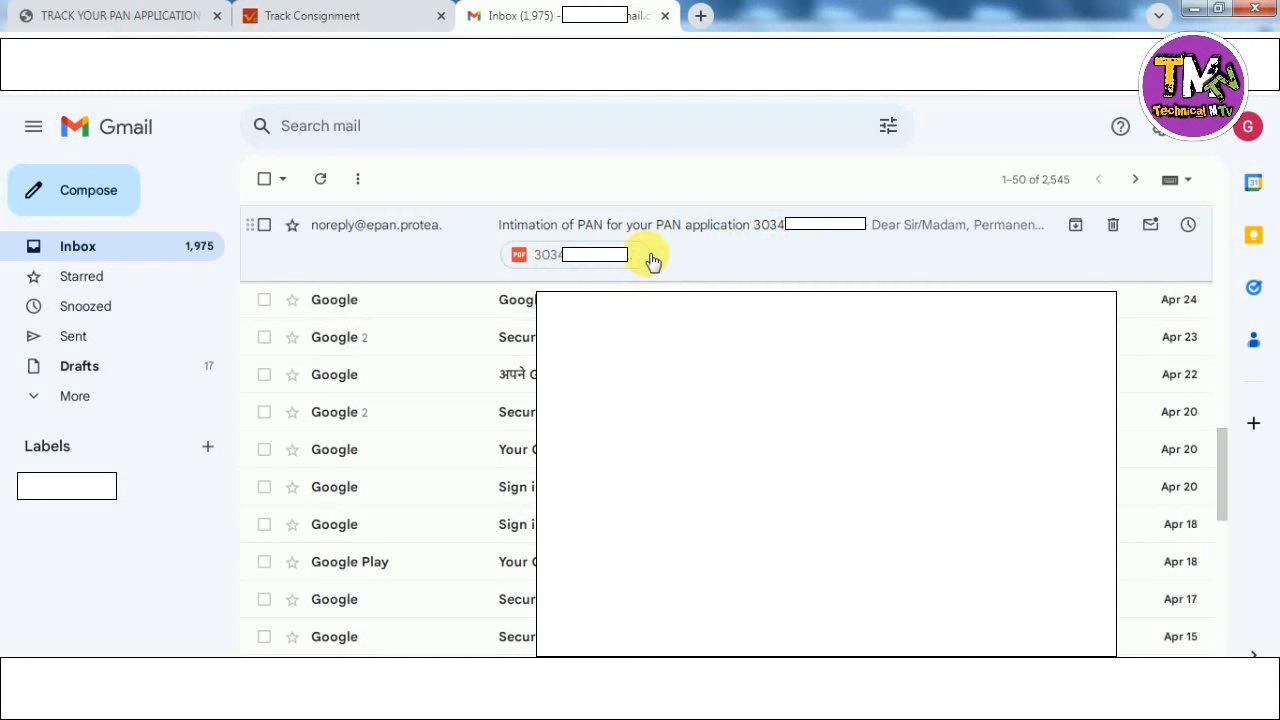 TRACK YOUR PAN APPLICATION
Track Consignment
Inbox (1,975) - ail.c
TMTV
Technical MTv
Gmail
Search mail
G
Compose
1–50 of 2,545
31
noreply@epan.protea.
Intimation of PAN for your PAN application 3034
Dear Sir/Madam, Permanen...
PDF 3034
Inbox 1,975
Starred
Snoozed
Sent
Drafts 17
More
Labels
Google Googl Apr 24
Google 2 Secur Apr 23
Google अपने G Apr 22
Google 2 Secur Apr 20
Google Your G Apr 20
Google Sign i Apr 20
Google Sign i Apr 18
Google Play Your G Apr 18
Google Secur Apr 17
Google Secur Apr 15